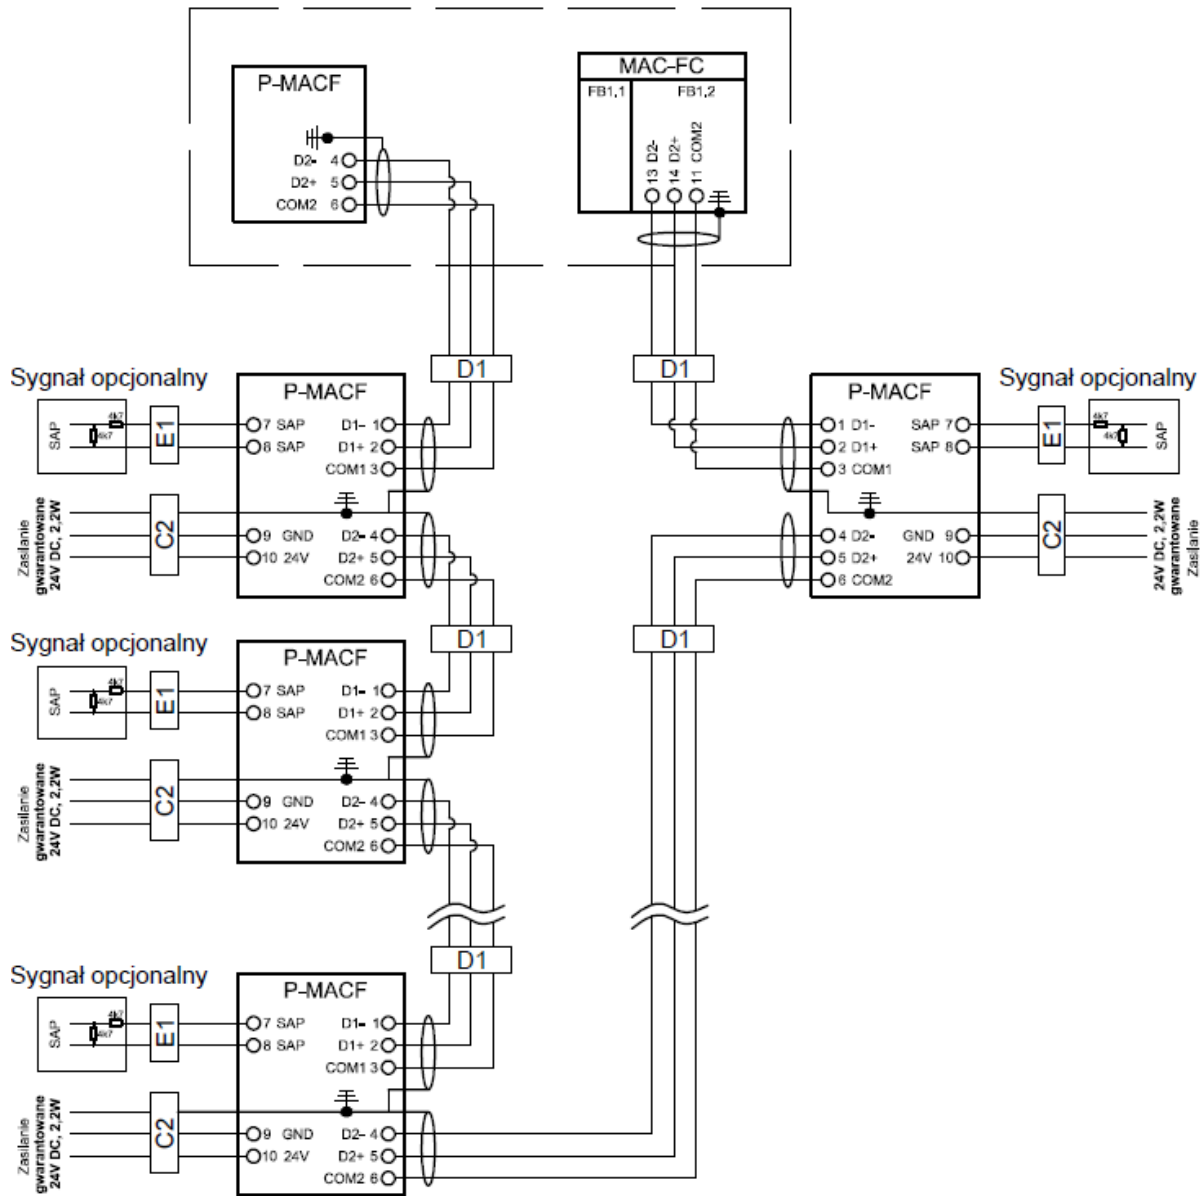 P-MACF
D2- 4
D2+ 5
COM2 6
MAC-FC
FB1,1 FB1,2
13 D2-
14 D2+
11 COM2
D1
D1
Sygnał opcjonalny
SAP
4k7
4k7
E1
Zasilanie
gwarantowane
24V DC, 2,2W
C2
P-MACF
7 SAP D1- 1
8 SAP D1+ 2
COM1 3
9 GND D2- 4
10 24V D2+ 5
COM2 6
P-MACF
1 D1- SAP 7
2 D1+ SAP 8
3 COM1
4 D2- GND 9
5 D2+ 24V 10
6 COM2
Sygnał opcjonalny
E1
4k7
4k7
SAP
C2
24V DC, 2,2W
gwarantowane
Zasilanie
D1
D1
Sygnał opcjonalny
SAP
4k7
4k7
E1
Zasilanie
gwarantowane
24V DC, 2,2W
C2
P-MACF
7 SAP D1- 1
8 SAP D1+ 2
COM1 3
9 GND D2- 4
10 24V D2+ 5
COM2 6
D1
Sygnał opcjonalny
SAP
4k7
4k7
E1
Zasilanie
gwarantowane
24V DC, 2,2W
C2
P-MACF
7 SAP D1- 1
8 SAP D1+ 2
COM1 3
9 GND D2- 4
10 24V D2+ 5
COM2 6